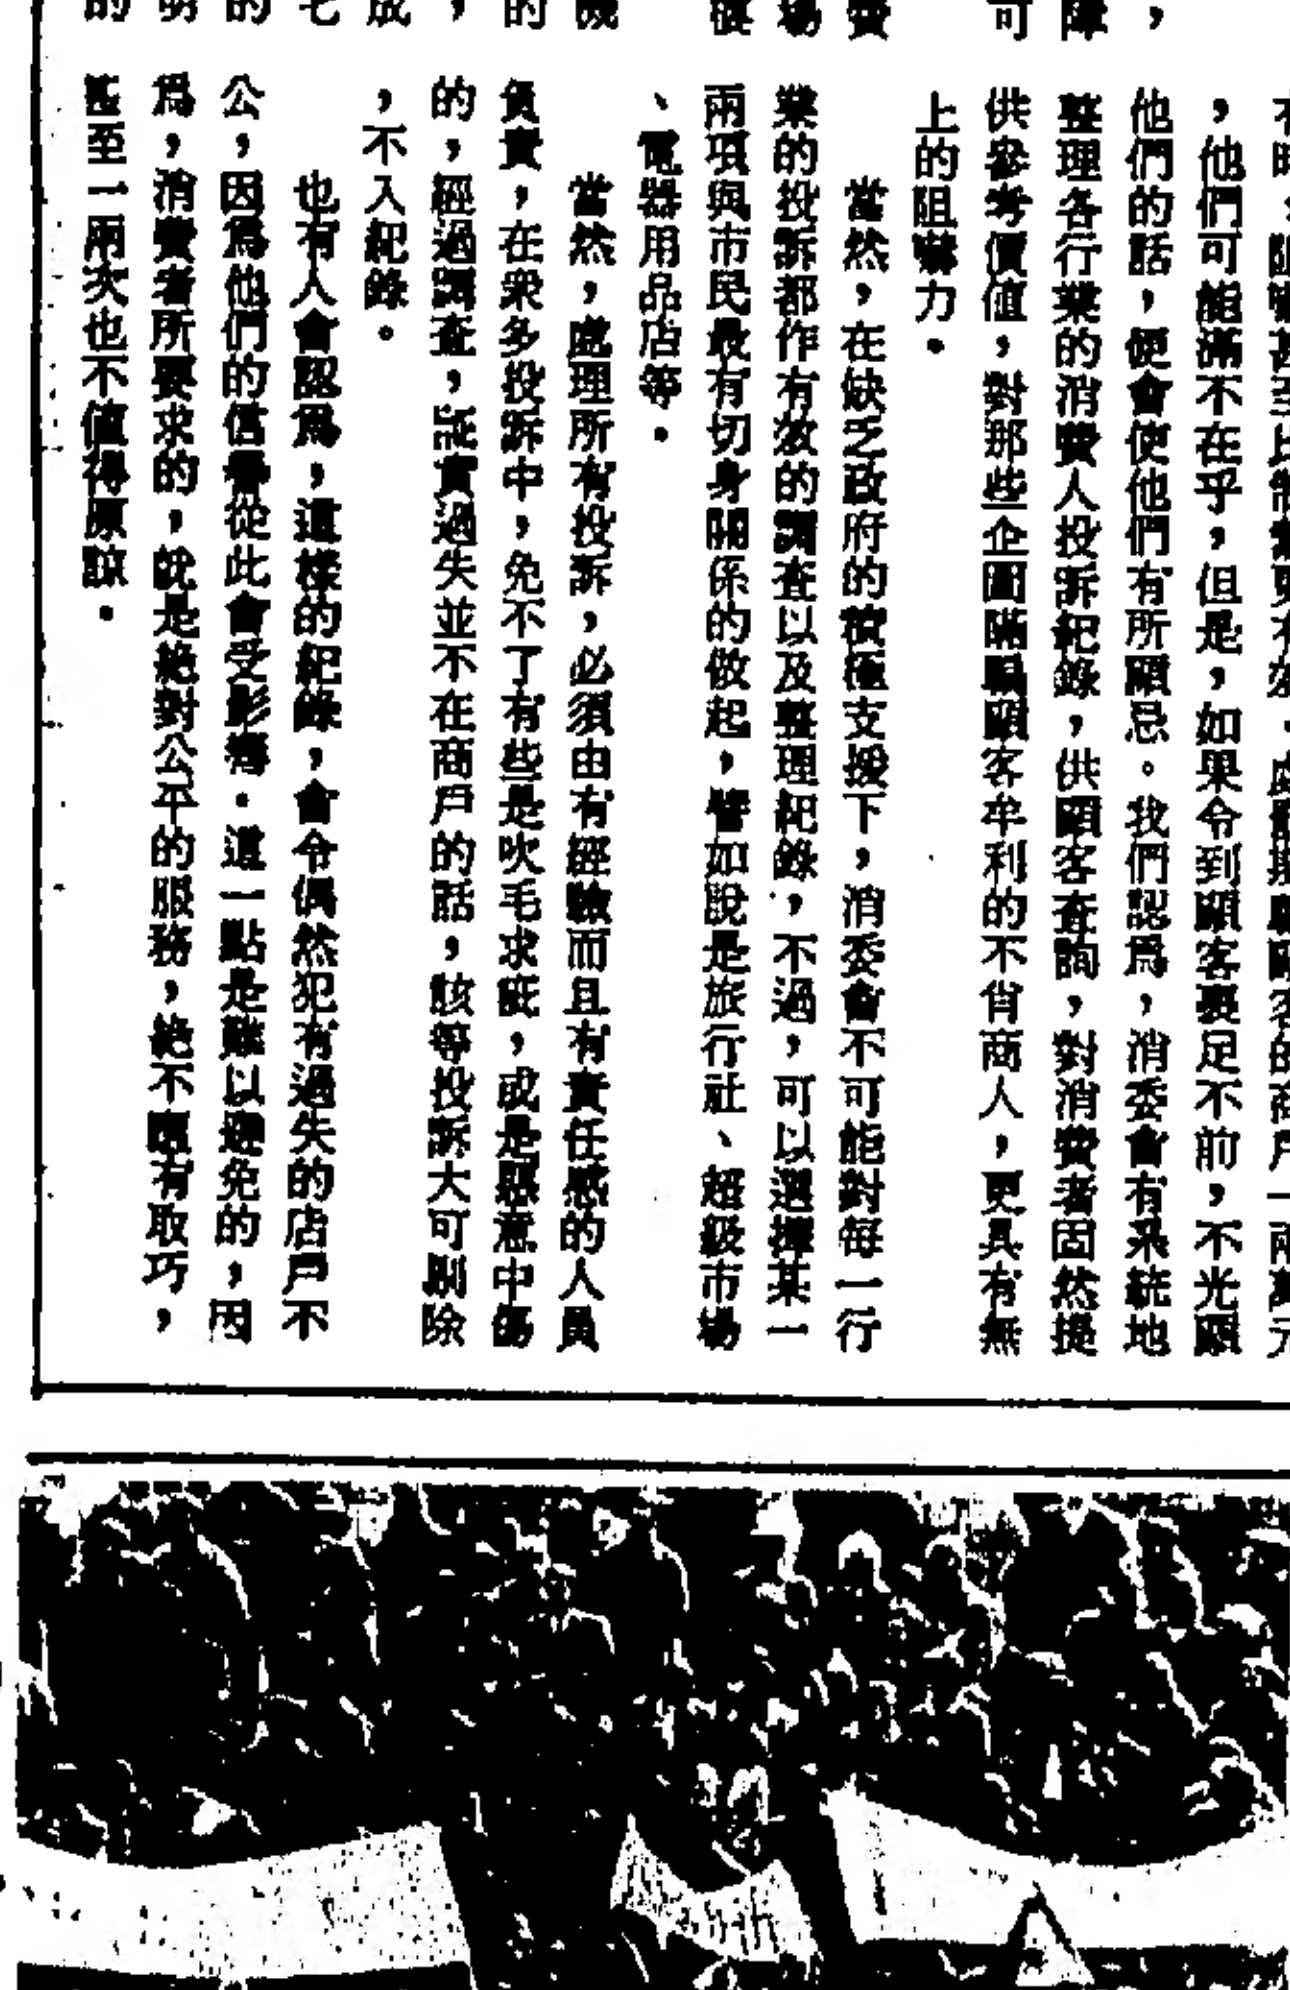 ，他們可能滿不在乎，但是，如果令到顧客裹足不前，不光顧
他們的話，便會使他們有所顧忌。我們認爲，消委會有系統地
整理各行業的消費人投訴紀錄，供顧客查詢，對消費者固然提
供參考價値，對那些企圖瞞騙顧客牟利的不肖商人，更具有無
上的阻嚇力。
當然，在缺乏政府的積極支援下，消委會不可能對每一行
業的投訴都作有效的調查以及整理紀錄，不過，可以選擇某一
兩項與市民最有切身關係的做起，譬如說是旅行社、超級市場
、電器用品店等。
當然，處理所有投訴，必須由有經驗而且有責任感的人員
負責，在衆多投訴中，免不了有些是吹毛求疵，或是惡意中傷
的，經過調查，証實過失並不在商戶的話，該等投訴大可剔除
，不入紀錄。
也有人會認爲，這樣的紀錄，會令偶然犯有過失的店戶不
公，因爲他們的信譽從此會受影響。這一點是難以避免的，因
爲，消費者所要求的，就是絕對公平的服務，絕不願有取巧，
甚至一兩次也不値得原諒。